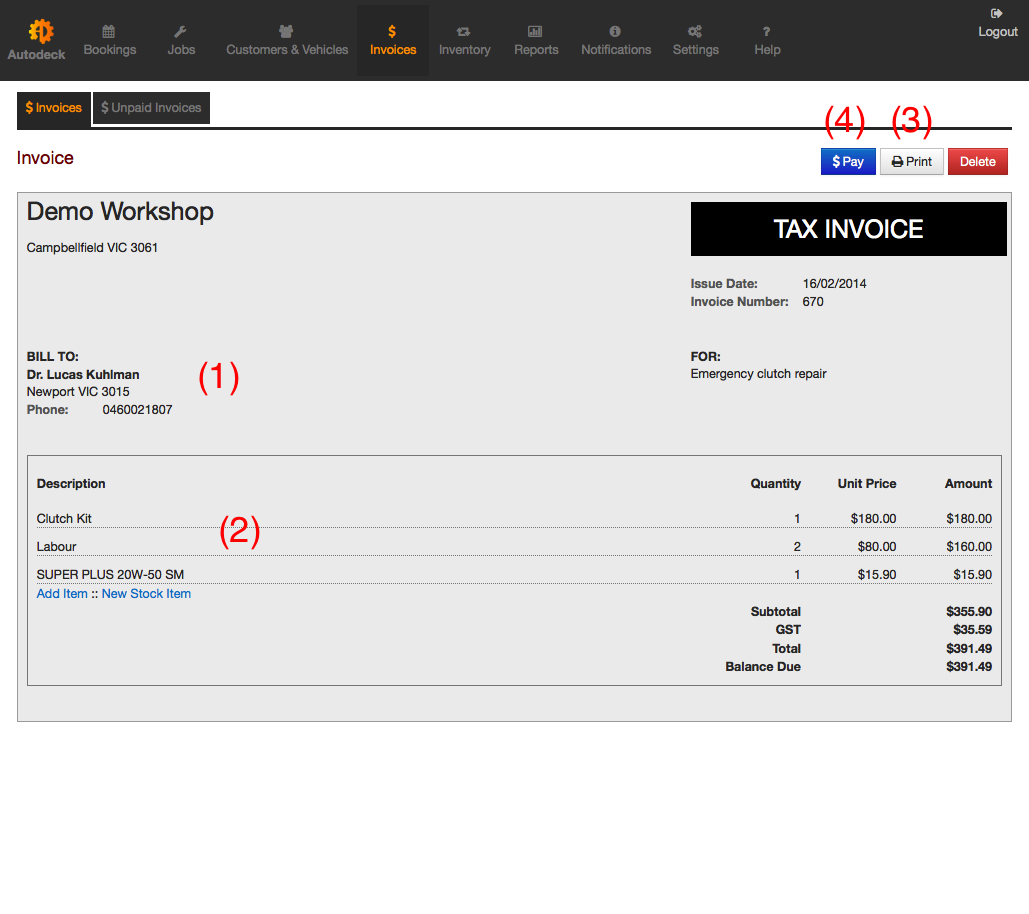 Autodeck
Bookings
Jobs
Customers & Vehicles
$
Invoices
Inventory
Reports
Notifications
Settings
?
Help
Logout
$ Invoices
$ Unpaid Invoices
(4) (3)
Invoice
$ Pay
Print
Delete
Demo Workshop
TAX INVOICE
Campbellfield VIC 3061
Issue Date: 16/02/2014
Invoice Number: 670
BILL TO:
Dr. Lucas Kuhlman
Newport VIC 3015
Phone: 0460021807
(1)
FOR:
Emergency clutch repair
Description Quantity Unit Price Amount
Clutch Kit 1 $180.00 $180.00
(2)
Labour 2 $80.00 $160.00
SUPER PLUS 20W-50 SM 1 $15.90 $15.90
Add Item :: New Stock Item
Subtotal $355.90
GST $35.59
Total $391.49
Balance Due $391.49